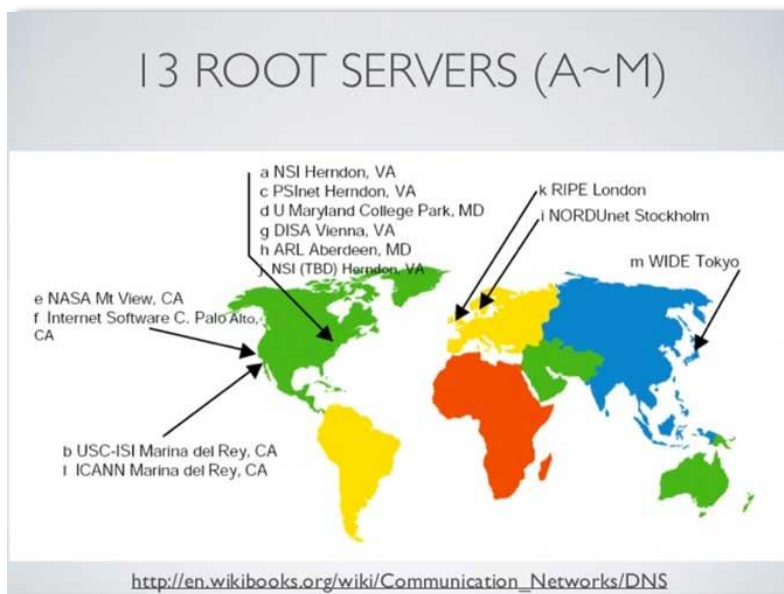 13 ROOT SERVERS (A~M)
a NSI Herndon, VA
c PSInet Herndon, VA
d U Maryland College Park, MD
g DISA Vienna, VA
h ARL Aberdeen, MD
j NSI (TBD) Herndon, VA
k RIPE London
i NORDUnet Stockholm
m WIDE Tokyo
e NASA Mt View, CA
f Internet Software C. Palo Alto,
CA
b USC-ISI Marina del Rey, CA
l ICANN Marina del Rey, CA
http://en.wikibooks.org/wiki/Communication_Networks/DNS